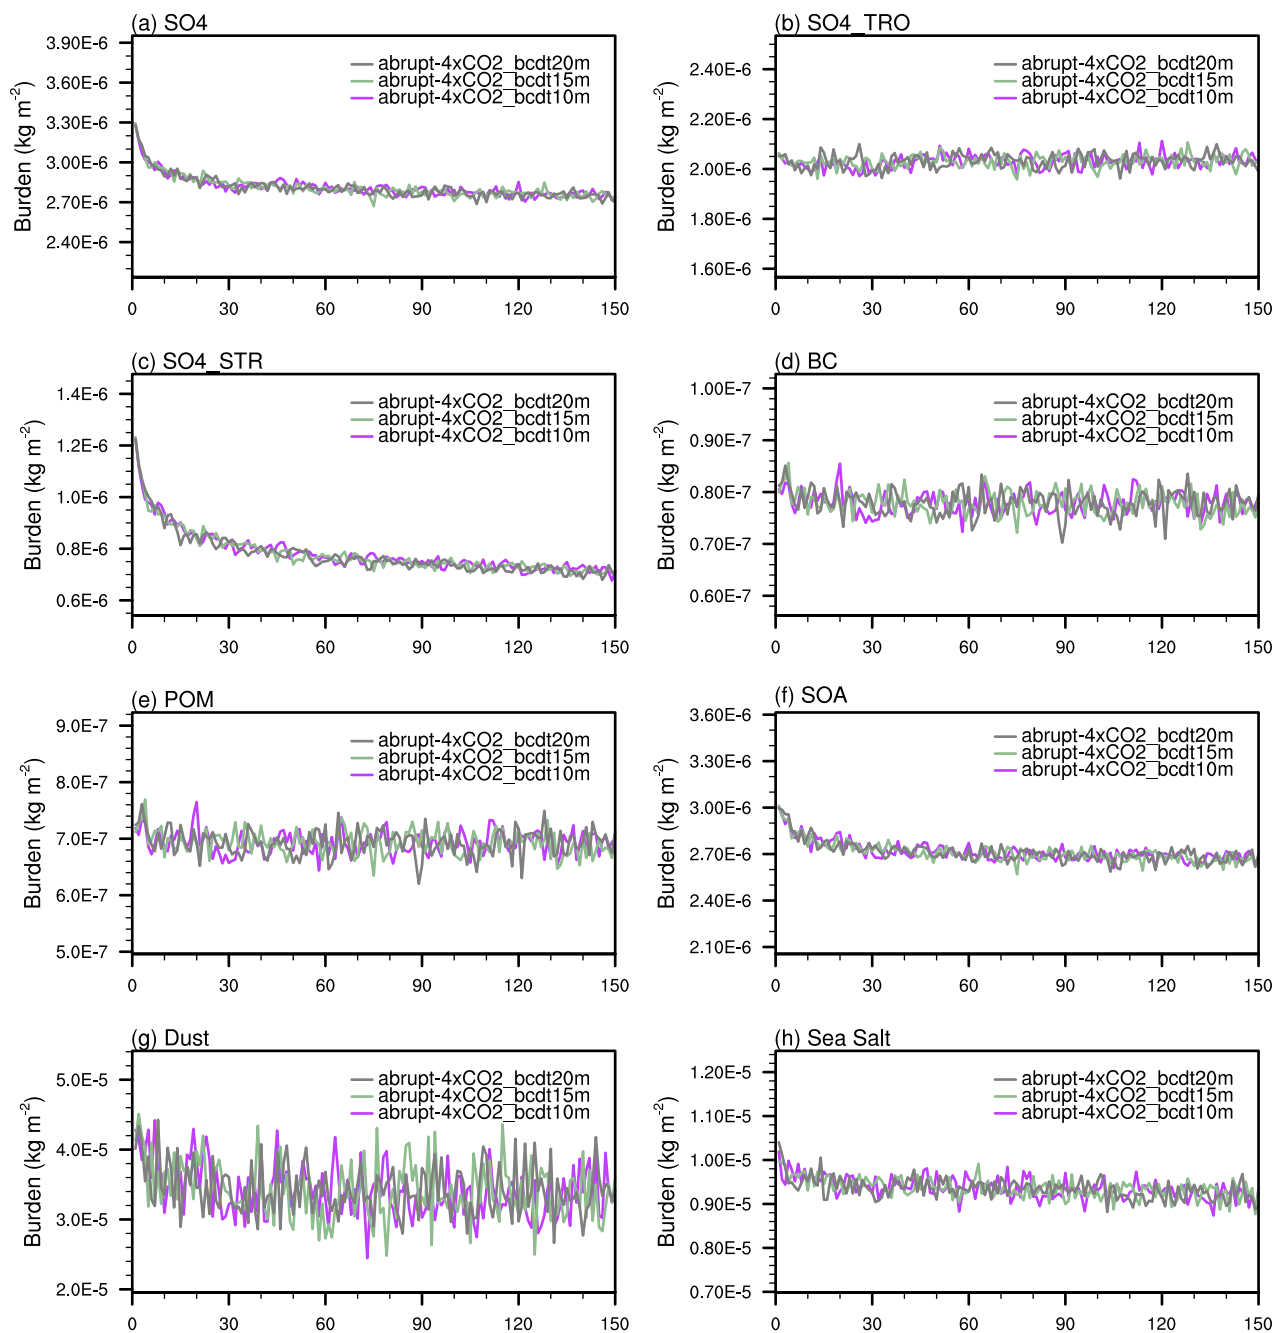 (a) SO4
3.90E-6
3.60E-6
3.30E-6
3.00E-6
2.70E-6
2.40E-6
Burden (kg m-2)
abrupt-4xCO2_bcdt20m
abrupt-4xCO2_bcdt15m
abrupt-4xCO2_bcdt10m
0 30 60 90 120 150
(b) SO4_TRO
2.40E-6
2.20E-6
2.00E-6
1.80E-6
1.60E-6
Burden (kg m-2)
abrupt-4xCO2_bcdt20m
abrupt-4xCO2_bcdt15m
abrupt-4xCO2_bcdt10m
0 30 60 90 120 150
(c) SO4_STR
1.4E-6
1.2E-6
1.0E-6
0.8E-6
0.6E-6
Burden (kg m-2)
abrupt-4xCO2_bcdt20m
abrupt-4xCO2_bcdt15m
abrupt-4xCO2_bcdt10m
0 30 60 90 120 150
(d) BC
1.00E-7
0.90E-7
0.80E-7
0.70E-7
0.60E-7
Burden (kg m-2)
abrupt-4xCO2_bcdt20m
abrupt-4xCO2_bcdt15m
abrupt-4xCO2_bcdt10m
0 30 60 90 120 150
(e) POM
9.0E-7
8.0E-7
7.0E-7
6.0E-7
5.0E-7
Burden (kg m-2)
abrupt-4xCO2_bcdt20m
abrupt-4xCO2_bcdt15m
abrupt-4xCO2_bcdt10m
0 30 60 90 120 150
(f) SOA
3.60E-6
3.30E-6
3.00E-6
2.70E-6
2.40E-6
2.10E-6
Burden (kg m-2)
abrupt-4xCO2_bcdt20m
abrupt-4xCO2_bcdt15m
abrupt-4xCO2_bcdt10m
0 30 60 90 120 150
(g) Dust
5.0E-5
4.0E-5
3.0E-5
2.0E-5
Burden (kg m-2)
abrupt-4xCO2_bcdt20m
abrupt-4xCO2_bcdt15m
abrupt-4xCO2_bcdt10m
0 30 60 90 120 150
(h) Sea Salt
1.20E-5
1.10E-5
1.00E-5
0.90E-5
0.80E-5
0.70E-5
Burden (kg m-2)
abrupt-4xCO2_bcdt20m
abrupt-4xCO2_bcdt15m
abrupt-4xCO2_bcdt10m
0 30 60 90 120 150